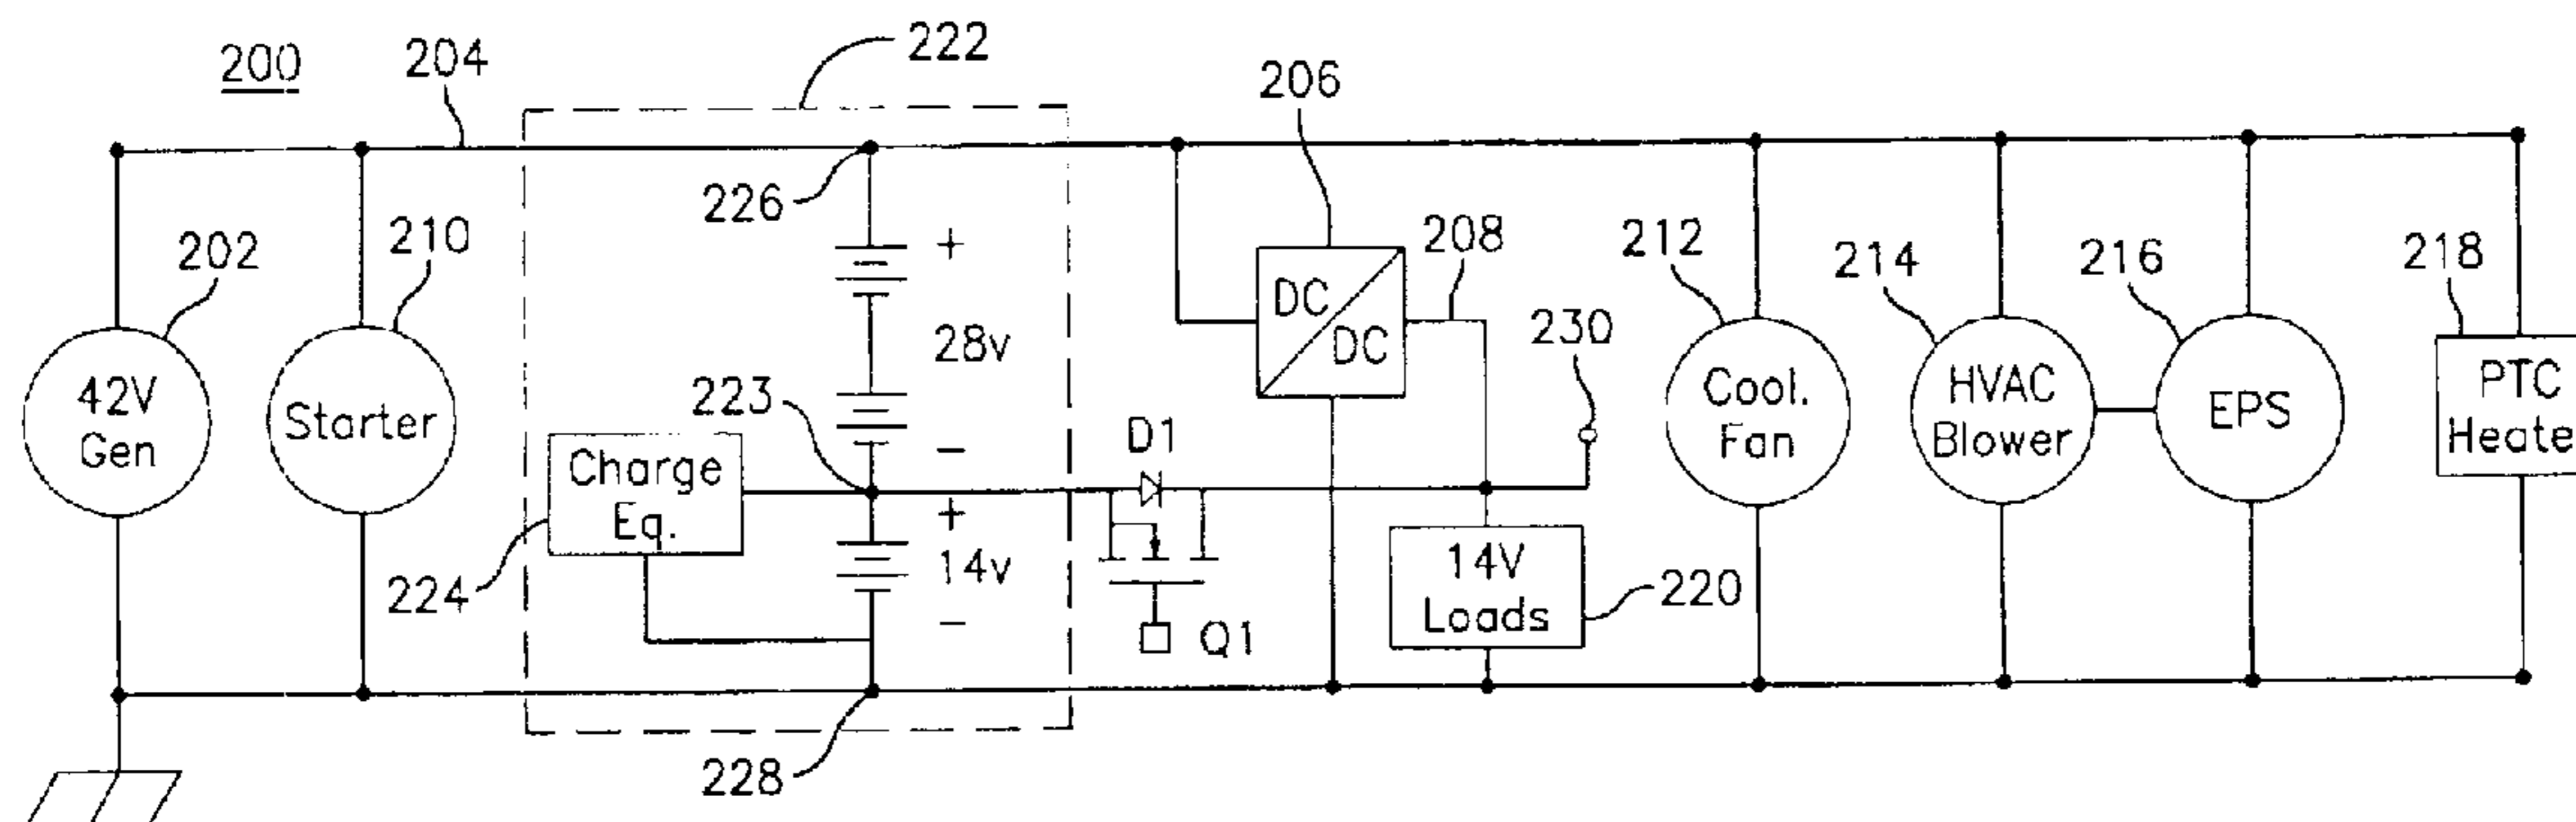 200
204
222
206
226
202
210
+
208
212
214
216
218
28v
DC
DC
230
223
42V
Gen
Starter
Charge
Eq.
−
+
D1
Cool.
Fan
HVAC
Blower
EPS
PTC
Heate
224
14v
−
Q1
14V
Loads
220
228